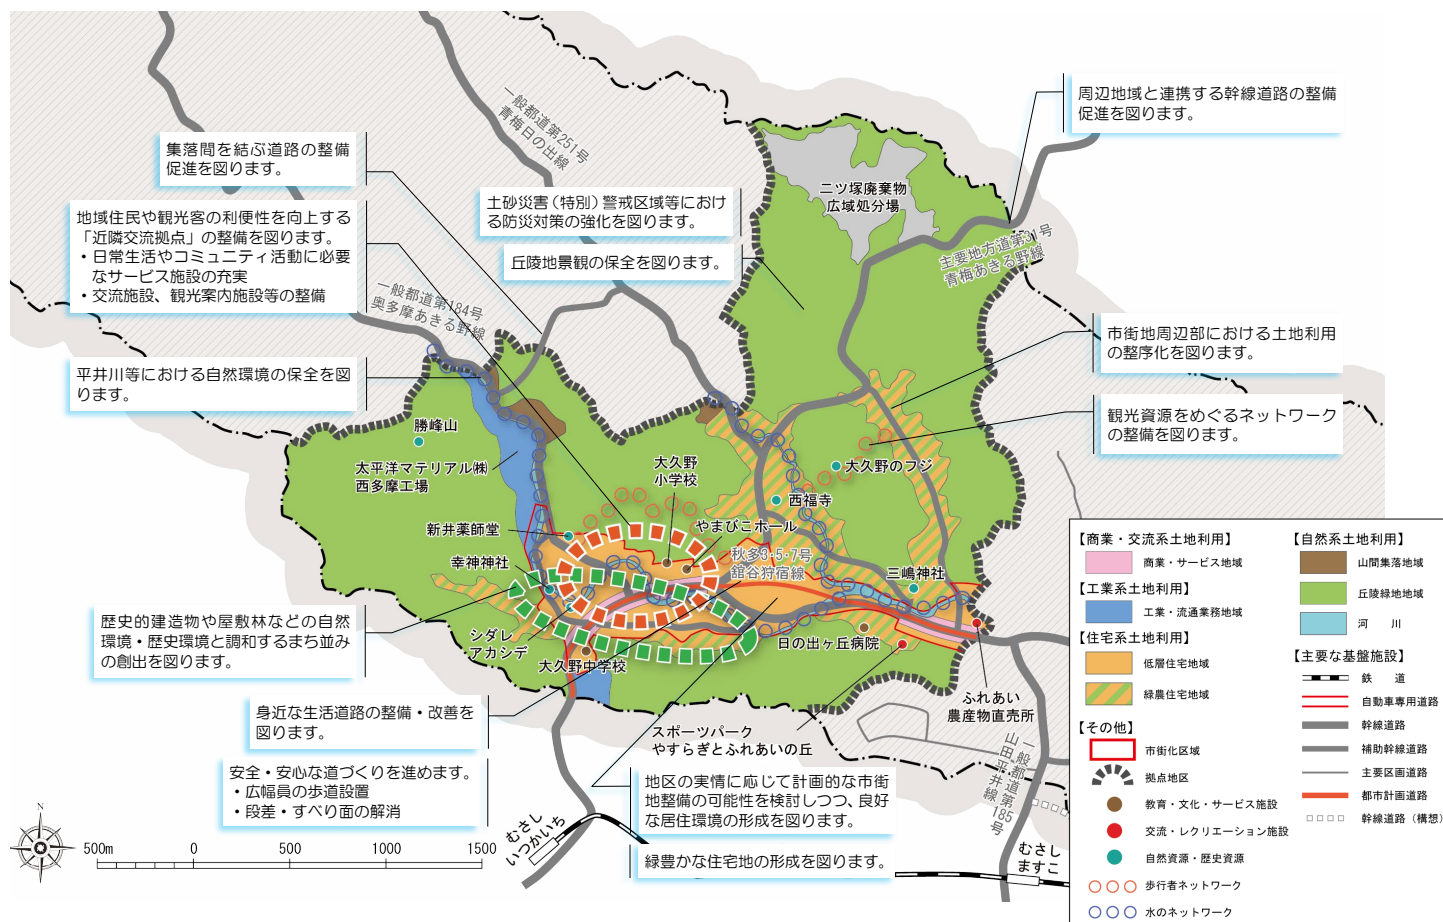 周辺地域と連携する幹線道路の整備
促進を図ります。
一般都道第251号
青梅日の出線
集落間を結ぶ道路の整備
促進を図ります。
土砂災害(特別)警戒区域等におけ
る防災対策の強化を図ります。
二ツ塚廃棄物
広域処分場
地域住民や観光客の利便性を向上する
「近隣交流拠点」の整備を図ります。
・日常生活やコミュニティ活動に必要
なサービス施設の充実
・交流施設、観光案内施設等の整備
丘陵地景観の保全を図ります。
主要地方道第31号
青梅あきる野線
一般都道第184号
奥多摩あきる野線
市街地周辺部における土地利用
の整序化を図ります。
平井川等における自然環境の保全を図
ります。
観光資源をめぐるネットワーク
の整備を図ります。
勝峰山
太平洋マテリアル㈱
西多摩工場
大久野
小学校
大久野のフジ
西福寺
新井薬師堂
やまびこホール
幸神神社
秋多3・5・7号
舘谷狩宿線
三嶋神社
歴史的建造物や屋敷林などの自然
環境・歴史環境と調和するまち並み
の創出を図ります。
シダレ
アカシデ
大久野中学校
日の出ヶ丘病院
ふれあい
農産物直売所
身近な生活道路の整備・改善を
図ります。
スポーツパーク
やすらぎとふれあいの丘
一般都道第185号
山田平井線
安全・安心な道づくりを進めます。
・広幅員の歩道設置
・段差・すべり面の解消
地区の実情に応じて計画的な市街
地整備の可能性を検討しつつ、良好
な居住環境の形成を図ります。
緑豊かな住宅地の形成を図ります。
むさし
いつかいち
むさし
ますこ
N
500m 0 500 1000 1500
【商業・交流系土地利用】
商業・サービス地域
【工業系土地利用】
工業・流通業務地域
【住宅系土地利用】
低層住宅地域
緑農住宅地域
【その他】
市街化区域
拠点地区
教育・文化・サービス施設
交流・レクリエーション施設
自然資源・歴史資源
歩行者ネットワーク
水のネットワーク
【自然系土地利用】
山間集落地域
丘陵緑地地域
河 川
【主要な基盤施設】
鉄 道
自動車専用道路
幹線道路
補助幹線道路
主要区画道路
都市計画道路
幹線道路(構想)